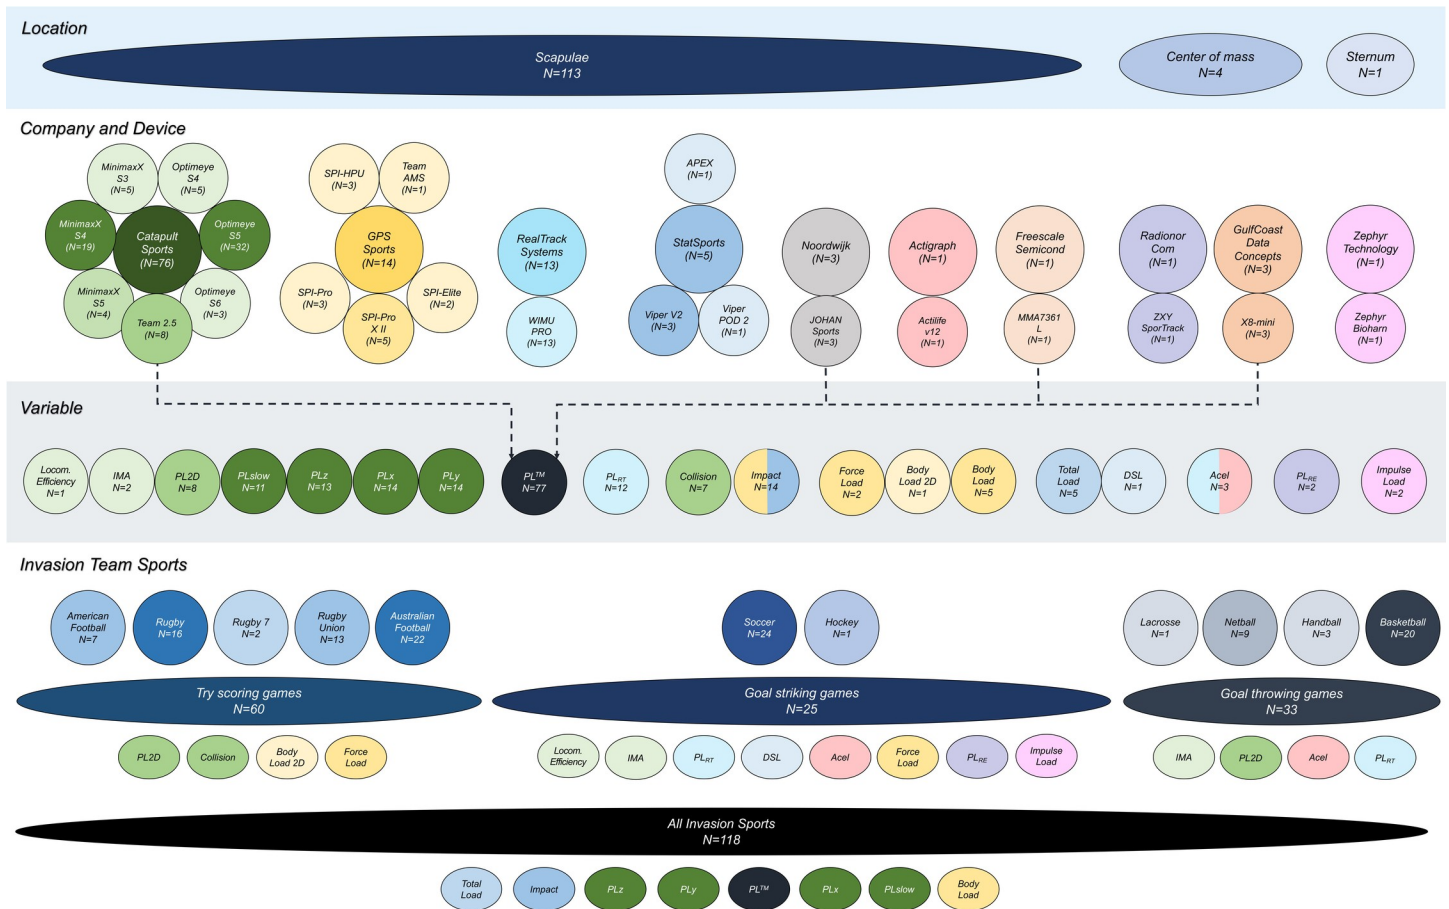 Location
Scapulae
N=113
Center of mass
N=4
Sternum
N=1
Company and Device
MinimaxX
S3
(N=5)
Optimeye
S4
(N=5)
MinimaxX
S4
(N=19)
Catapult
Sports
(N=76)
Optimeye
S5
(N=32)
MinimaxX
S5
(N=4)
Team 2.5
(N=8)
Optimeye
S6
(N=3)
SPI-HPU
(N=3)
Team
AMS
(N=1)
GPS
Sports
(N=14)
SPI-Pro
(N=3)
SPI-Pro
X II
(N=5)
SPI-Elite
(N=2)
RealTrack
Systems
(N=13)
WIMU
PRO
(N=13)
APEX
(N=1)
StatSports
(N=5)
Viper V2
(N=3)
Viper
POD 2
(N=1)
Noordwijk
(N=3)
JOHAN
Sports
(N=3)
Actigraph
(N=1)
Actilife
v12
(N=1)
Freescale
Semicond
(N=1)
MMA7361
L
(N=1)
Radionor
Com
(N=1)
ZXY
SporTrack
(N=1)
GulfCoast
Data
Concepts
(N=3)
X8-mini
(N=3)
Zephyr
Technology
(N=1)
Zephyr
Bioharn
(N=1)
Variable
Locom.
Efficiency
N=1
IMA
N=2
PL2D
N=8
PLslow
N=11
PLz
N=13
PLx
N=14
PLy
N=14
PL™
N=77
PLRT
N=12
Collision
N=7
Impact
N=14
Force
Load
N=2
Body
Load 2D
N=1
Body
Load
N=5
Total
Load
N=5
DSL
N=1
Acel
N=3
PLRE
N=2
Impulse
Load
N=2
Invasion Team Sports
American
Football
N=7
Rugby
N=16
Rugby 7
N=2
Rugby
Union
N=13
Australian
Football
N=22
Soccer
N=24
Hockey
N=1
Lacrosse
N=1
Netball
N=9
Handball
N=3
Basketball
N=20
Try scoring games
N=60
Goal striking games
N=25
Goal throwing games
N=33
PL2D
Collision
Body
Load 2D
Force
Load
Locom.
Efficiency
IMA
PLRT
DSL
Acel
Force
Load
PLRE
Impulse
Load
IMA
PL2D
Acel
PLRT
All Invasion Sports
N=118
Total
Load
Impact
PLz
PLy
PL™
PLx
PLslow
Body
Load